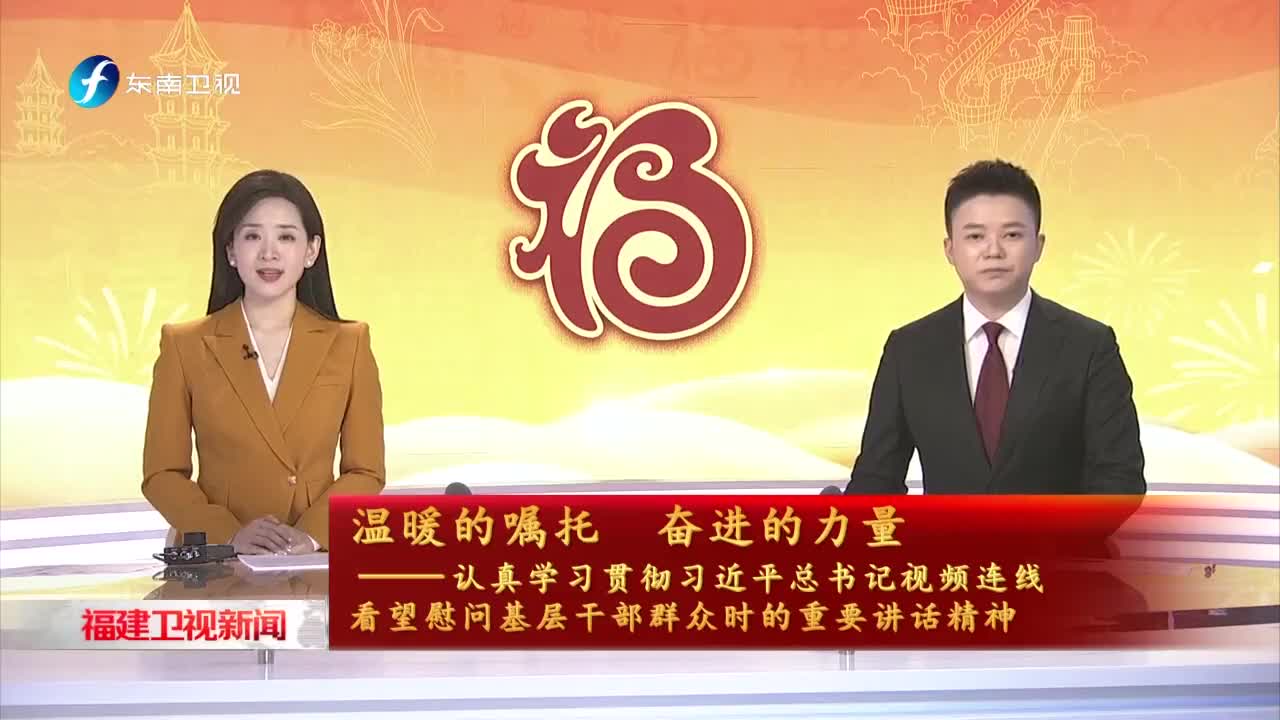 东南卫视
福
温暖的嘱托 奋进的力量
——认真学习贯彻习近平总书记视频连线
看望慰问基层干部群众时的重要讲话精神
福建卫视新闻